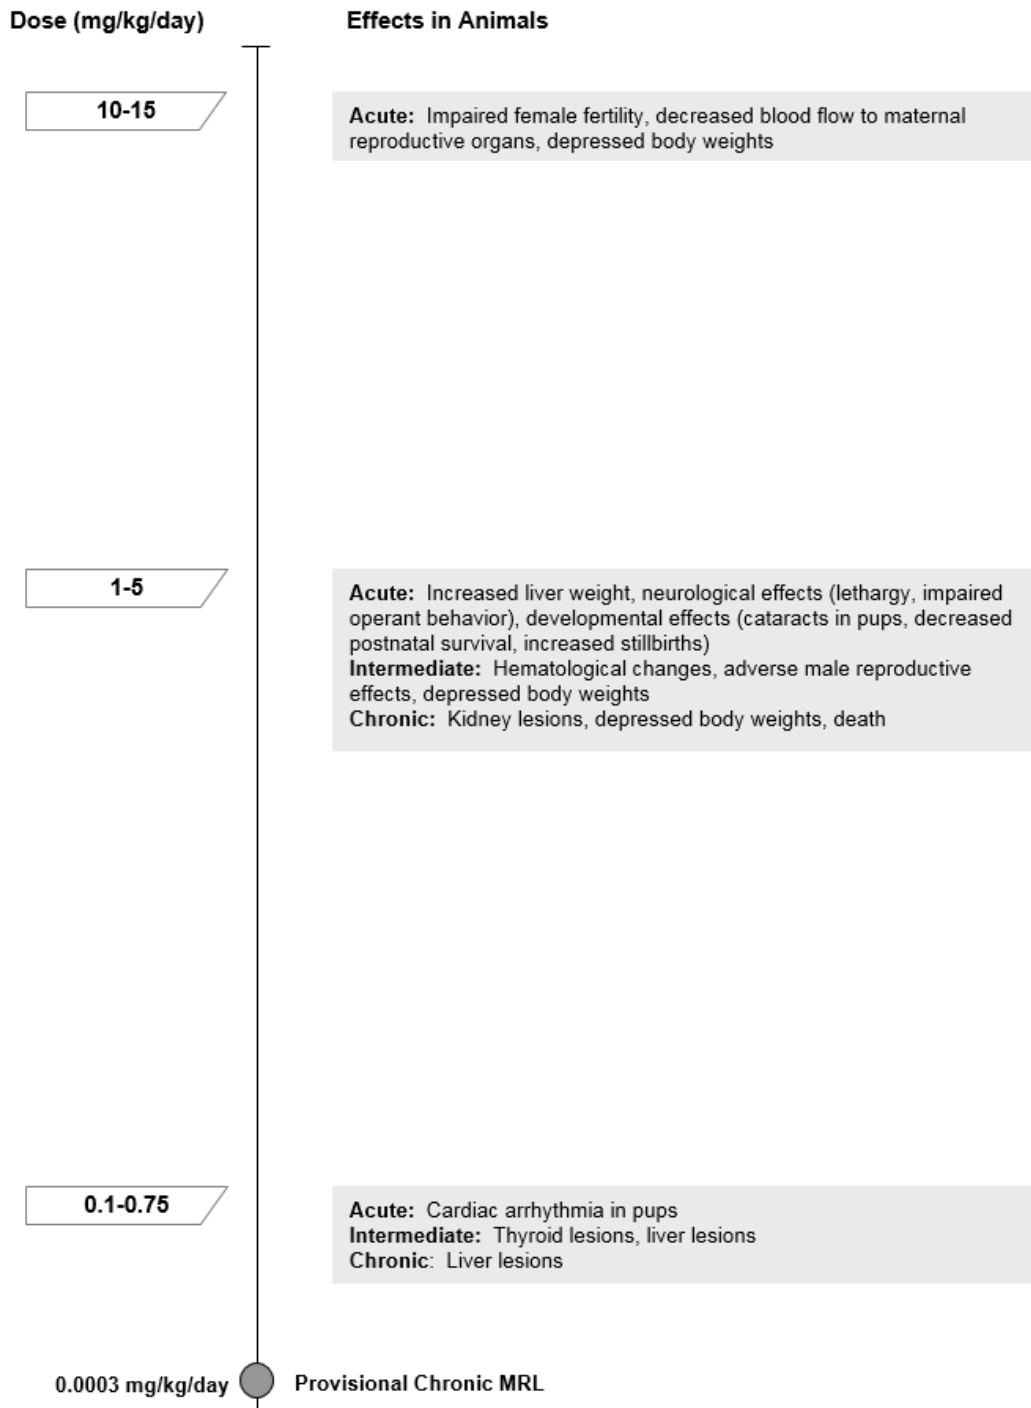 Dose (mg/kg/day)
Effects in Animals
10-15
Acute: Impaired female fertility, decreased blood flow to maternal
reproductive organs, depressed body weights
1-5
Acute: Increased liver weight, neurological effects (lethargy, impaired
operant behavior), developmental effects (cataracts in pups, decreased
postnatal survival, increased stillbirths)
Intermediate: Hematological changes, adverse male reproductive
effects, depressed body weights
Chronic: Kidney lesions, depressed body weights, death
0.1-0.75
Acute: Cardiac arrhythmia in pups
Intermediate: Thyroid lesions, liver lesions
Chronic: Liver lesions
0.0003 mg/kg/day
Provisional Chronic MRL